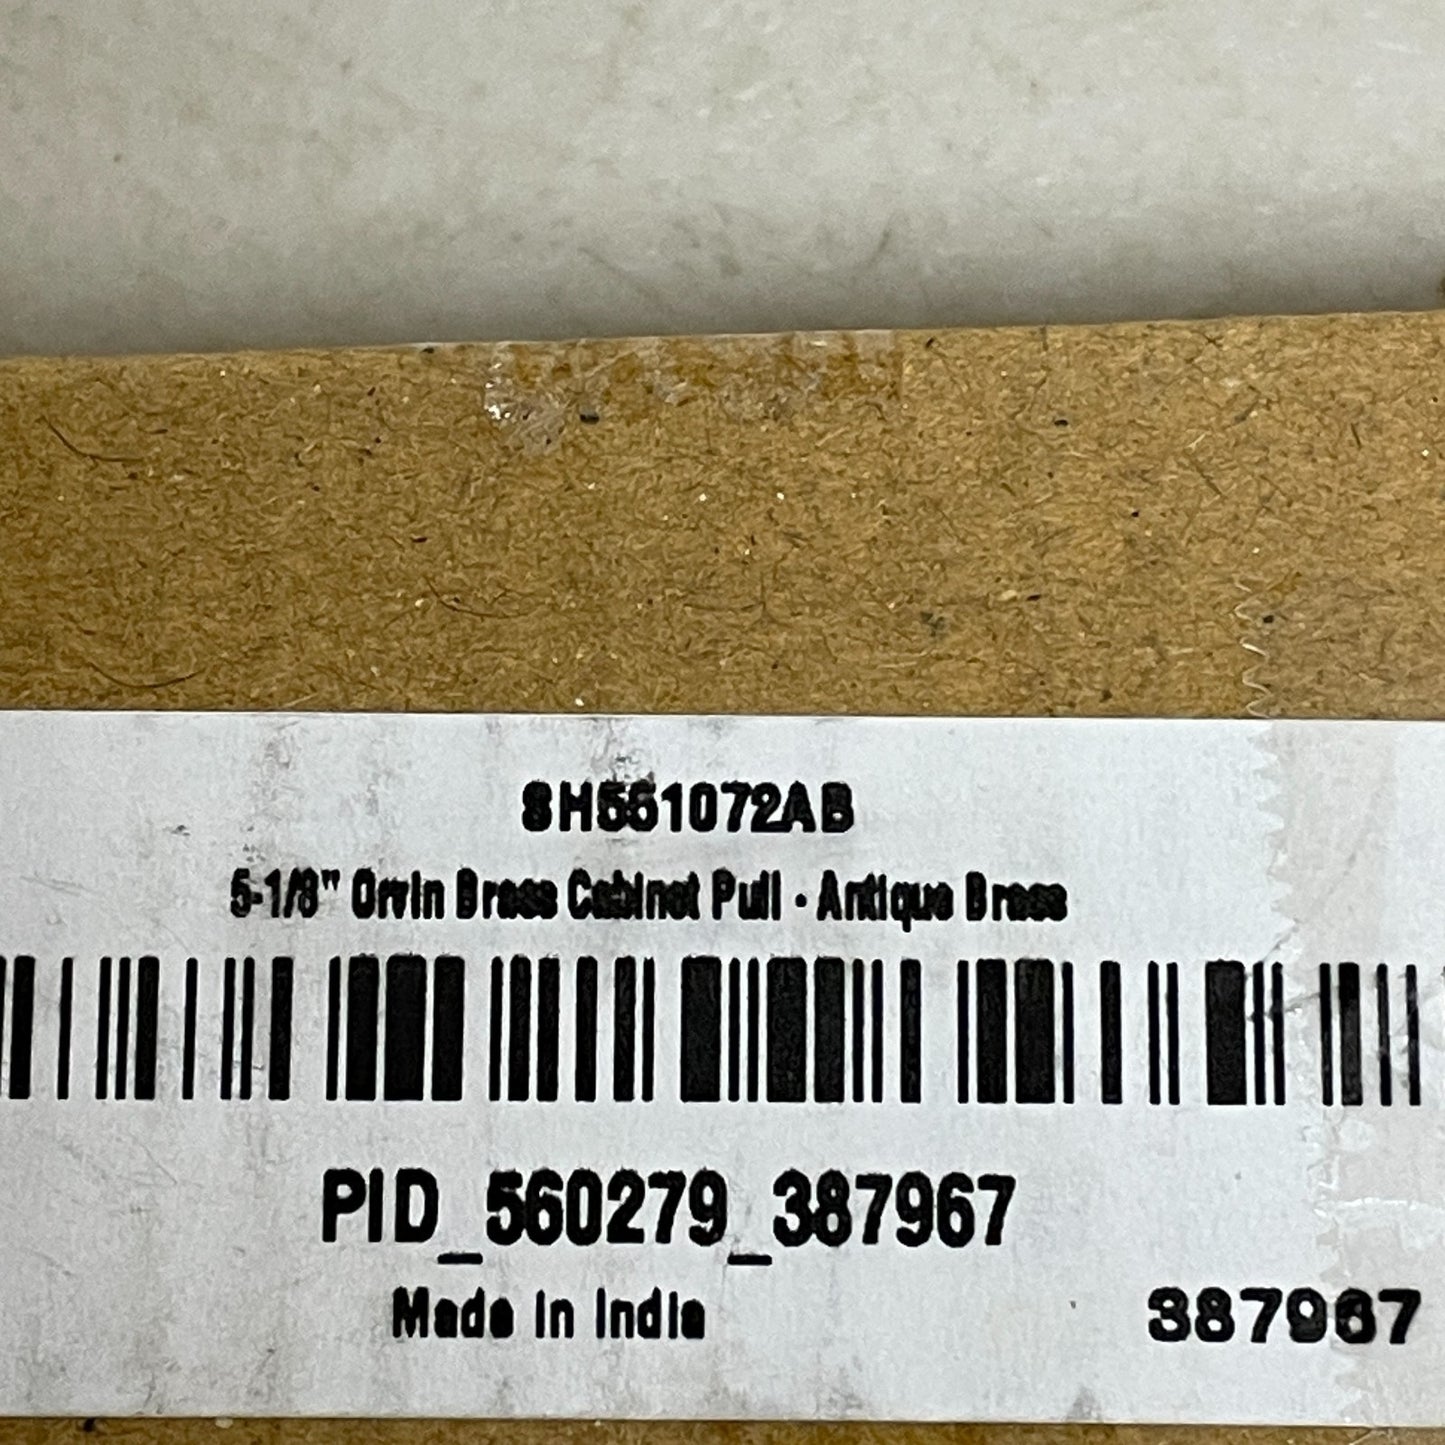 SH551072AB
5-1/8" Orvin Brass Cabinet Pull - Antique Brass
PID_560279_387967
Made in India
387967